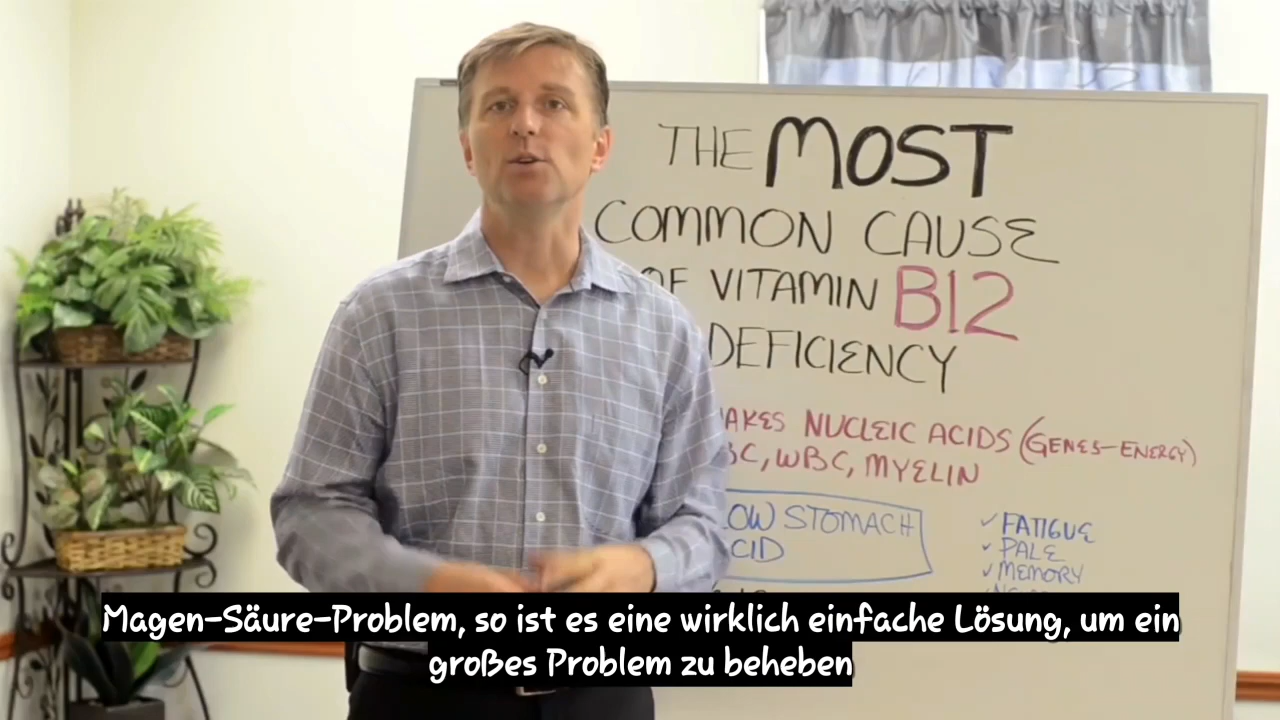 THE MOST
COMMON CAUSE
OF VITAMIN B12
DEFICIENCY
NUCLEIC ACIDS (GENES-ENERGY)
WBC, MYELIN
STOMACH
✓ FATIGUE
✓ PALE
✓ MEMORY
Magen-Säure-Problem, so ist es eine wirklich einfache Lösung, um ein
großes Problem zu beheben